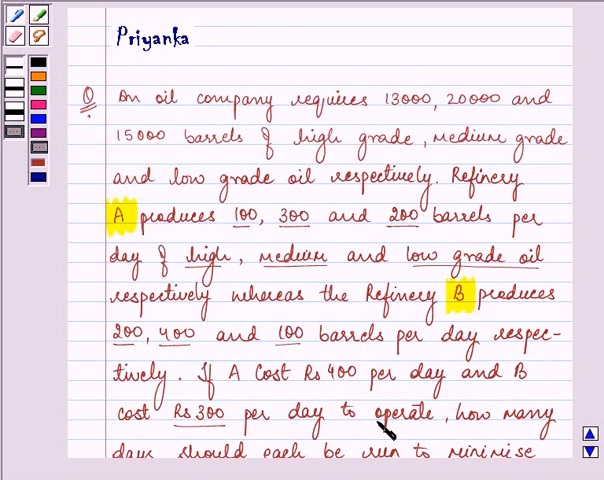 Priyanka
Q An oil company requires 13000, 20000 and
15000 barrels of high grade, medium grade
and low grade oil respectively. Refinery
A produces 100, 300 and 200 barrels per
day of high, medium and low grade oil
respectively whereas the Refinery B produces
200, 400 and 100 barrels per day respec-
tively. If A cost Rs 400 per day and B
cost Rs 300 per day to operate, how many
days should each be run to minimise